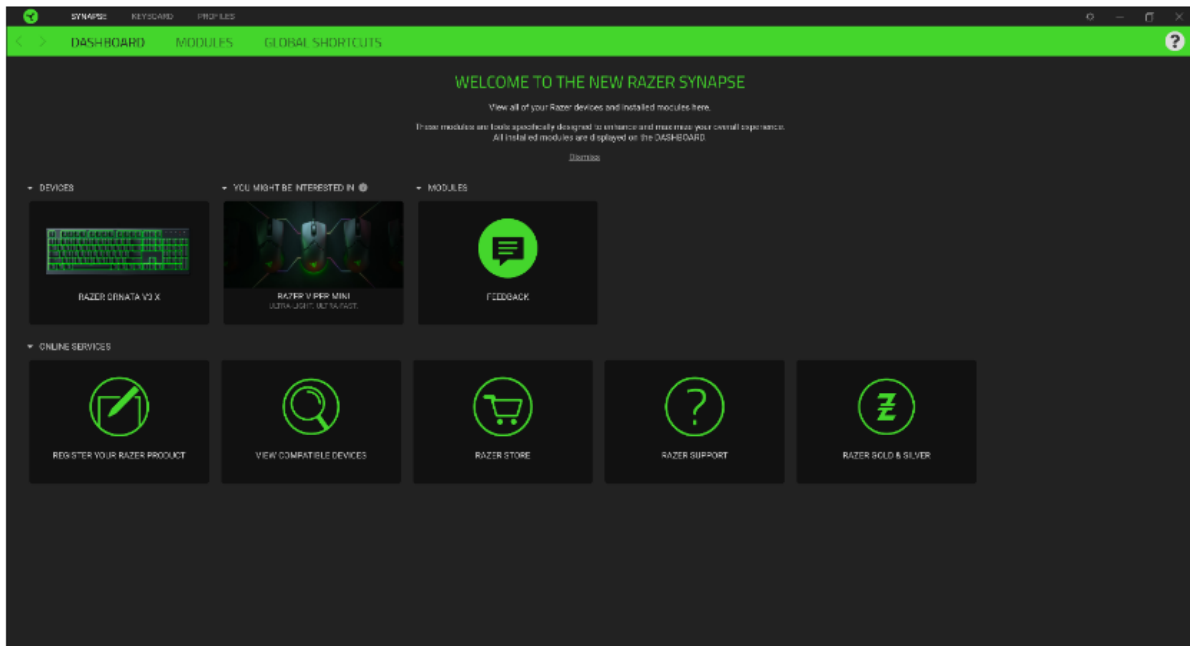 SYNAPSE KEYBOARD PROFILES
DASHBOARD MODULES GLOBAL SHORTCUTS
?
WELCOME TO THE NEW RAZER SYNAPSE
View all of your Razer devices and installed modules here.
These modules are tools specifically designed to enhance and maximize your overall experience.
All installed modules are displayed on the DASHBOARD.
Dismiss
DEVICES
YOU MIGHT BE INTERESTED IN
MODULES
RAZER ORNATA V3 X
RAZER VIPER MINI
ULTRA-LIGHT. ULTRA-FAST.
FEEDBACK
ONLINE SERVICES
REGISTER YOUR RAZER PRODUCT
VIEW COMPATIBLE DEVICES
RAZER STORE
RAZER SUPPORT
RAZER GOLD & SILVER